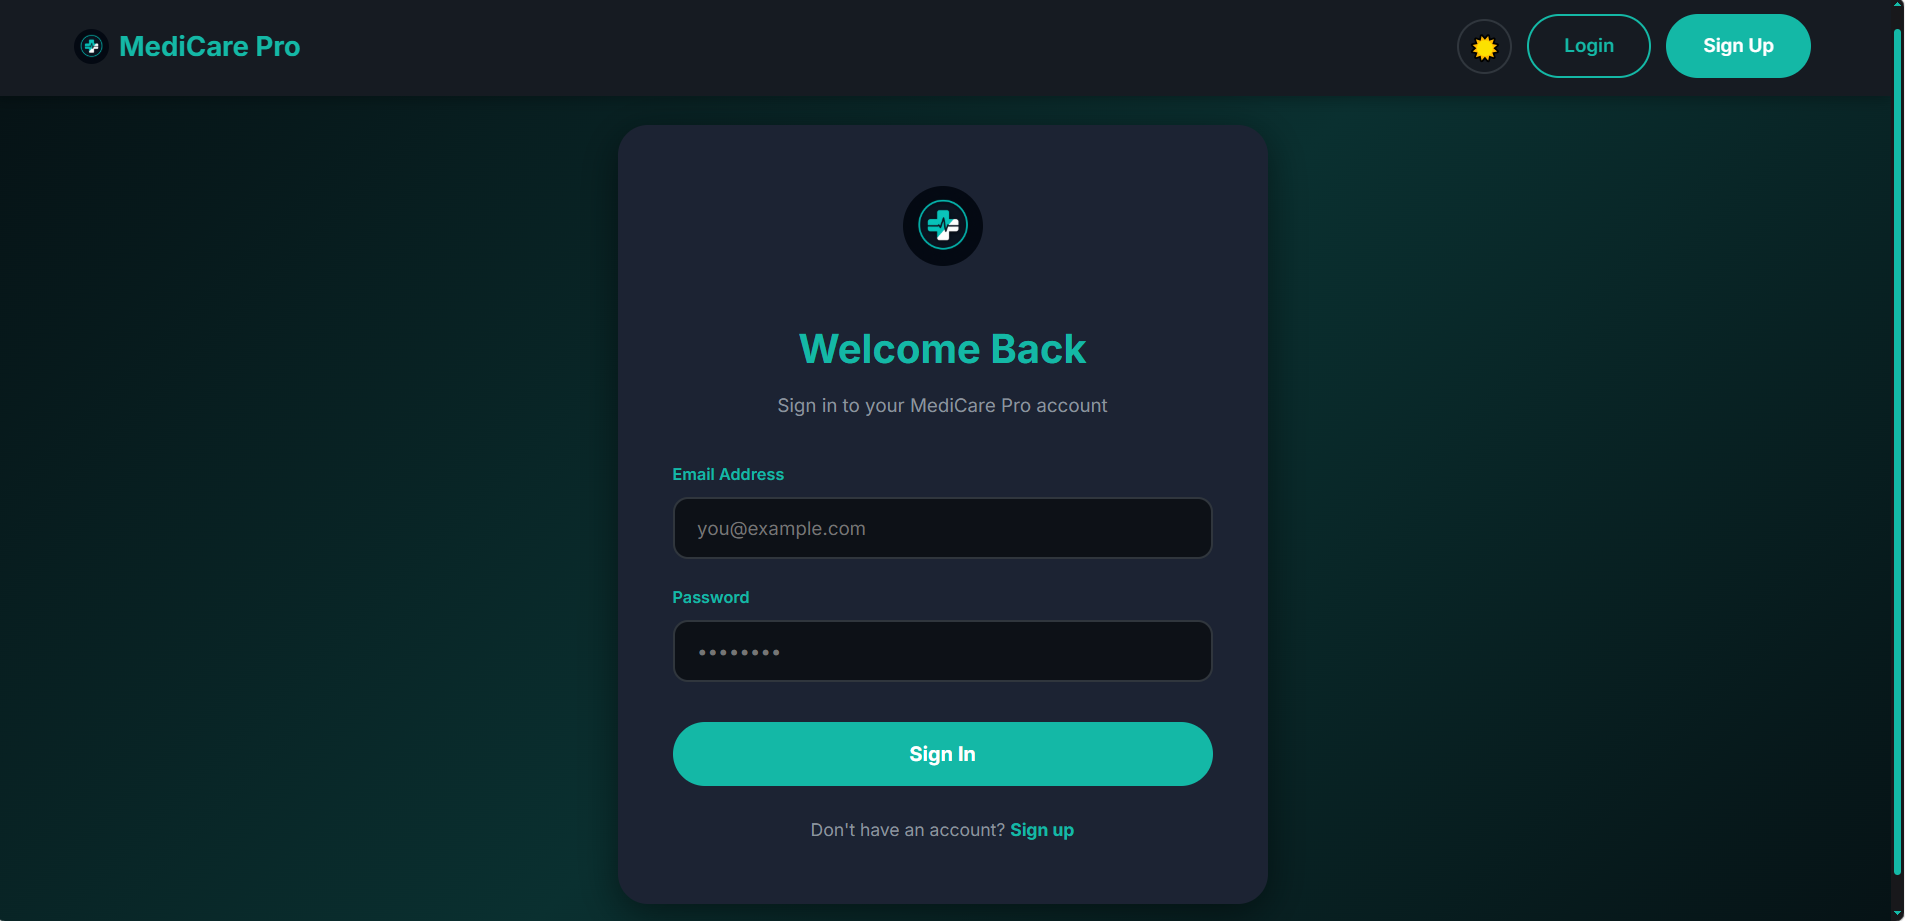 MediCare Pro
Login
Sign Up
Welcome Back
Sign in to your MediCare Pro account
Email Address
you@example.com
Password
••••••••
Sign In
Don't have an account? Sign up